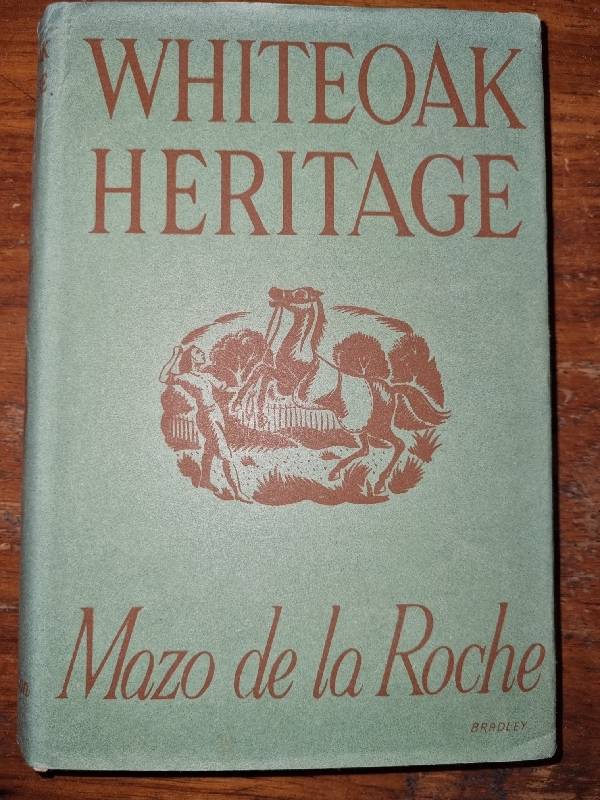 WHITEOAK
HERITAGE
Mazo de la Roche
BRADLEY